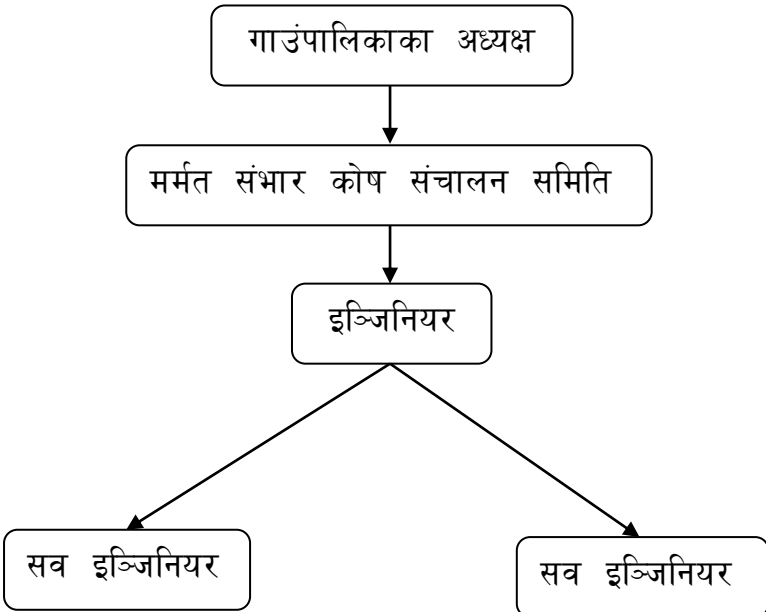 गाउंपालिकाका अध्यक्ष
मर्मत संभार कोष संचालन समिति
इञ्जिनियर
सव इञ्जिनियर
सव इञ्जिनियर